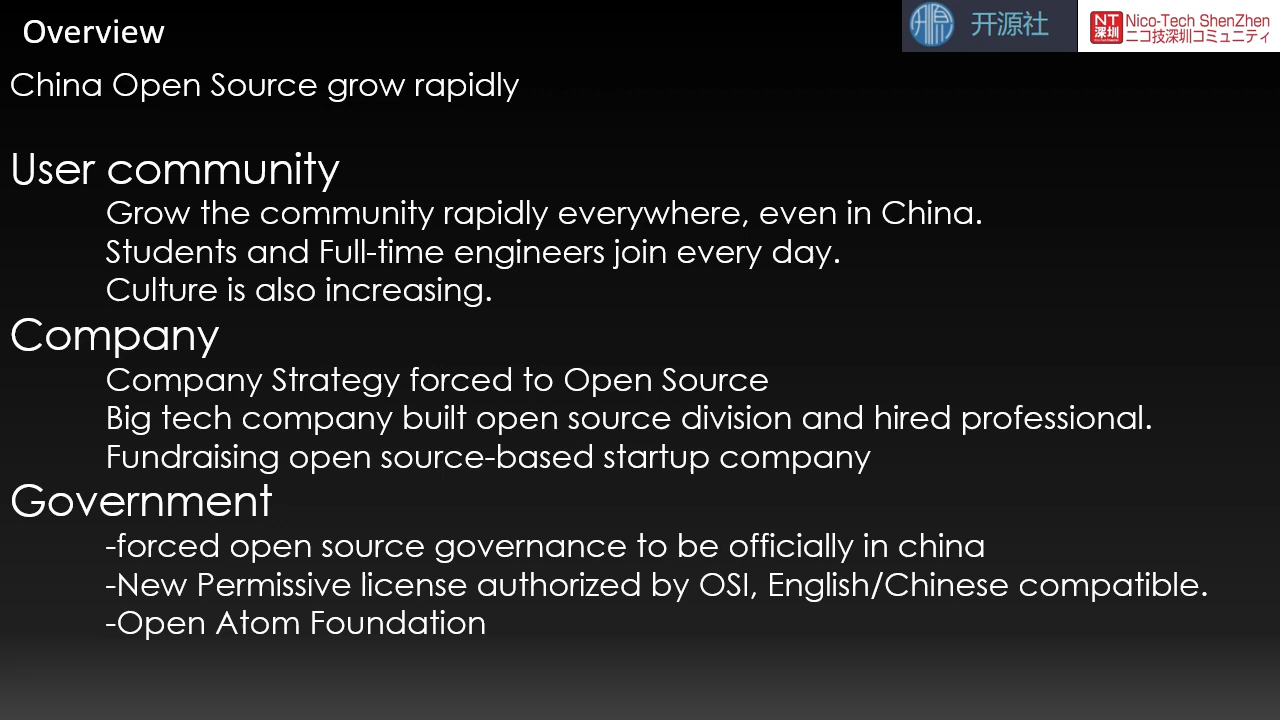 Overview
开源社
NT
深圳
Nico-Tech ShenZhen
ニコ技深圳コミュニティ
China Open Source grow rapidly
User community
Grow the community rapidly everywhere, even in China.
Students and Full-time engineers join every day.
Culture is also increasing.
Company
Company Strategy forced to Open Source
Big tech company built open source division and hired professional.
Fundraising open source-based startup company
Government
-forced open source governance to be officially in china
-New Permissive license authorized by OSI, English/Chinese compatible.
-Open Atom Foundation